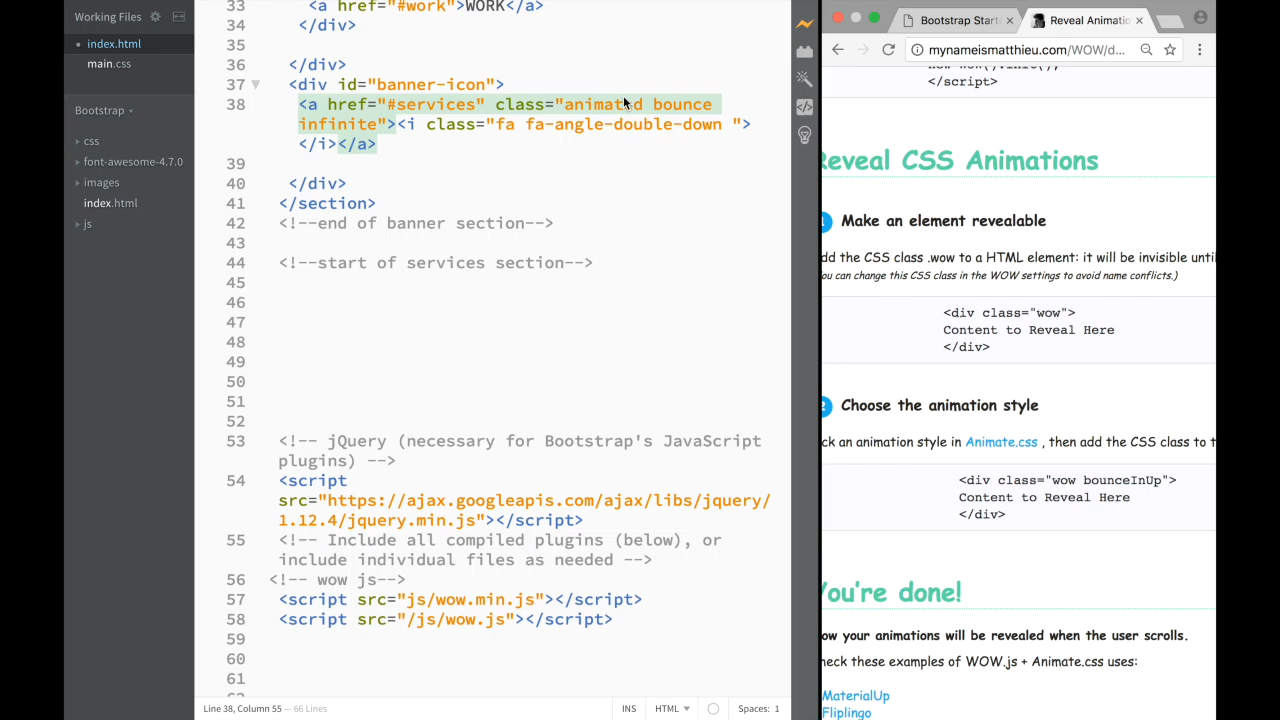 Working Files
index.html
main.css
Bootstrap
css
font-awesome-4.7.0
images
index.html
js
33 <a href="#work">WORK</a>
34 </div>
35
36 </div>
37 <div id="banner-icon">
38 <a href="#services" class="animated bounce
infinite"><i class="fa fa-angle-double-down ">
</i></a>
39
40 </div>
41 </section>
42 <!--end of banner section-->
43
44 <!--start of services section-->
45
46
47
48
49
50
51
52
53 <!-- jQuery (necessary for Bootstrap's JavaScript
plugins) -->
54 <script
src="https://ajax.googleapis.com/ajax/libs/jquery/
1.12.4/jquery.min.js"></script>
55 <!-- Include all compiled plugins (below), or
include individual files as needed -->
56 <!-- wow js-->
57 <script src="js/wow.min.js"></script>
58 <script src="/js/wow.js"></script>
59
60
61
Line 38, Column 55 — 66 Lines
INS HTML Spaces: 1
Bootstrap Start
Reveal Animatio
mynameismatthieu.com/WOW/d...
</script>
Reveal CSS Animations
1 Make an element revealable
dd the CSS class .wow to a HTML element: it will be invisible until
ou can change this CSS class in the WOW settings to avoid name conflicts.)
<div class="wow">
Content to Reveal Here
</div>
2 Choose the animation style
ck an animation style in Animate.css , then add the CSS class to t
<div class="wow bounceInUp">
Content to Reveal Here
</div>
You're done!
ow your animations will be revealed when the user scrolls.
heck these examples of WOW.js + Animate.css uses:
MaterialUp
Fliplingo